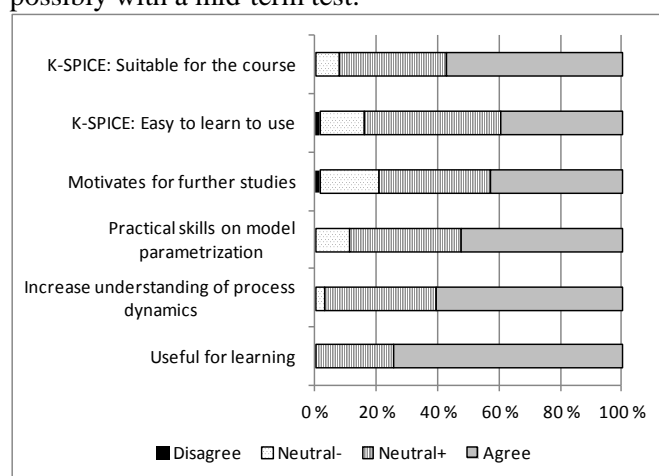 possibly with a mid-term test.
K-SPICE: Suitable for the course
K-SPICE: Easy to learn to use
Motivates for further studies
Practical skills on model
parametrization
Increase understanding of process
dynamics
Useful for learning
0 % 20 % 40 % 60 % 80 % 100 %
Disagree Neutral- Neutral+ Agree